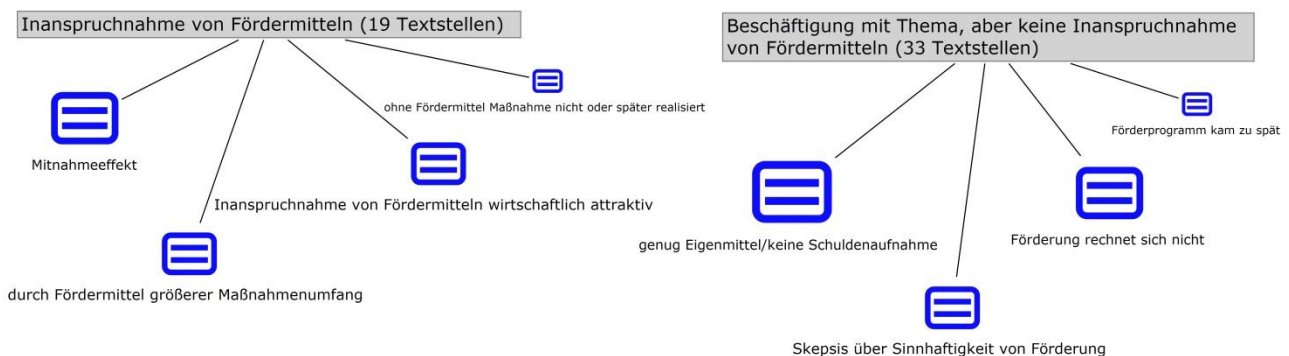 Inanspruchnahme von Fördermitteln (19 Textstellen)
ohne Fördermittel Maßnahme nicht oder später realisiert
Mitnahmeeffekt
Inanspruchnahme von Fördermitteln wirtschaftlich attraktiv
durch Fördermittel größerer Maßnahmenumfang
Beschäftigung mit Thema, aber keine Inanspruchnahme
von Fördermitteln (33 Textstellen)
Förderprogramm kam zu spät
genug Eigenmittel/keine Schuldenaufnahme
Förderung rechnet sich nicht
Skepsis über Sinnhaftigkeit von Förderung